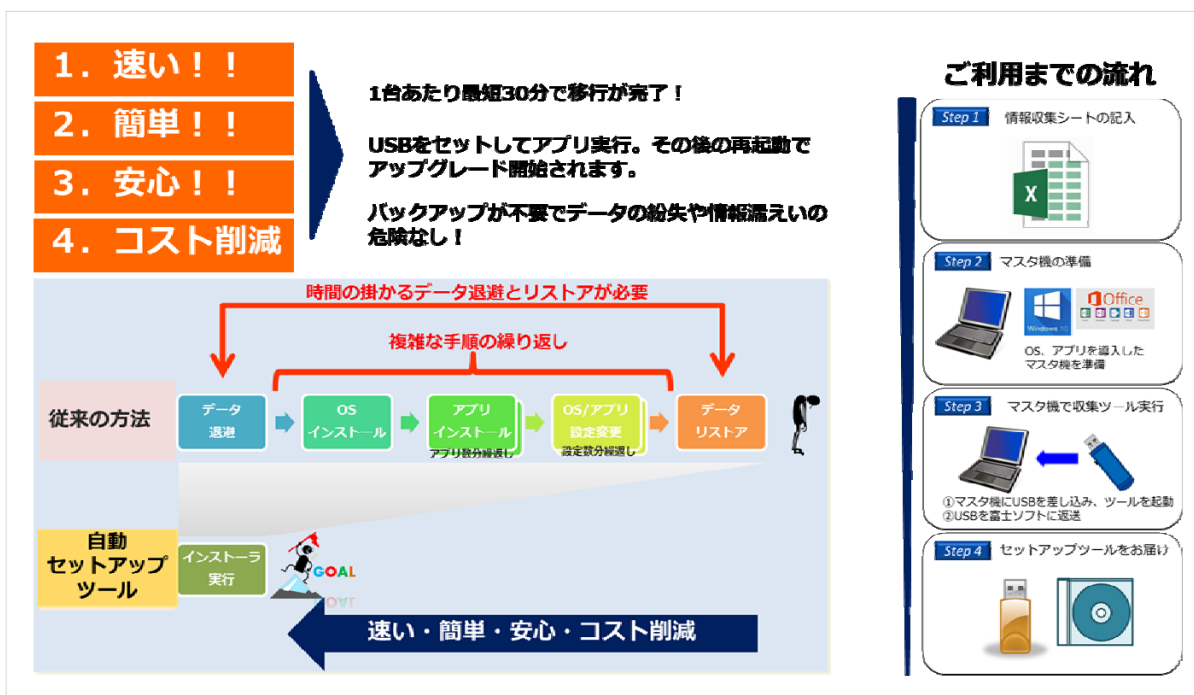 1．速い！！
2．簡単！！
3．安心！！
4．コスト削減
1台あたり最短30分で移行が完了！
USBをセットしてアプリ実行。その後の再起動で
アップグレード開始されます。
バックアップが不要でデータの紛失や情報漏えいの
危険なし！
時間の掛かるデータ退避とリストアが必要
複雑な手順の繰り返し
従来の方法
データ
退避
OS
インストール
アプリ
インストール
アプリ数分繰返し
OS/アプリ
設定変更
設定数分繰返し
データ
リストア
自動
セットアップ
ツール
インストーラ
実行
GOAL
速い・簡単・安心・コスト削減
ご利用までの流れ
Step 1
情報収集シートの記入
X
Step 2
マスタ機の準備
Windows 10
Office
OS、アプリを導入した
マスタ機を準備
Step 3
マスタ機で収集ツール実行
①マスタ機にUSBを差し込み、ツールを起動
②USBを富士ソフトに返送
Step 4
セットアップツールをお届け